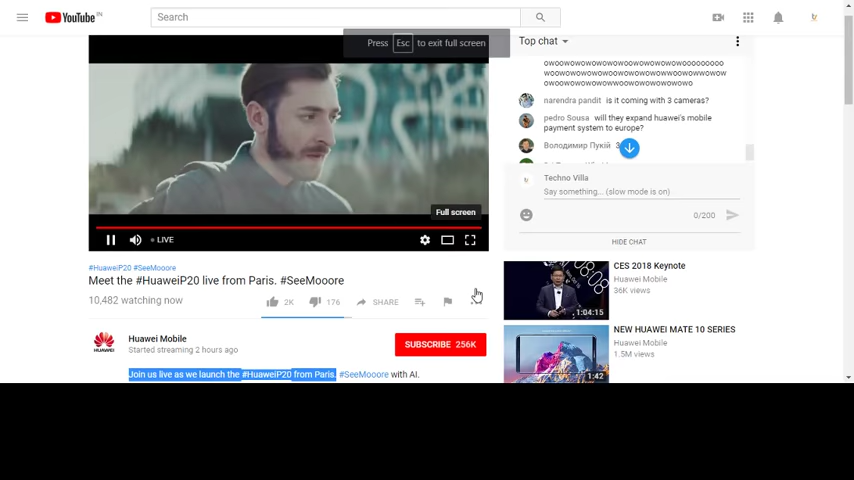 YouTube IN
Search
Press Esc to exit full screen
Top chat
owoowowowowowoowowowowowoooooooo
woowowowowoowowoowowowoowwowwowow
owowowowoowowowowowowowowowo
narendra pandit is it coming with 3 cameras?
pedro Sousa will they expand huawei's mobile
payment system to europe?
Володимир Пукій
Techno Villa
Say something... (slow mode is on)
0/200
HIDE CHAT
Full screen
LIVE
#HuaweiP20 #SeeMooore
Meet the #HuaweiP20 live from Paris. #SeeMooore
10,482 watching now
2K
176
SHARE
Huawei Mobile
Started streaming 2 hours ago
SUBSCRIBE 256K
Join us live as we launch the #HuaweiP20 from Paris. #SeeMooore with AI.
CES 2018 Keynote
Huawei Mobile
36K views
1:04:15
NEW HUAWEI MATE 10 SERIES
Huawei Mobile
1.5M views
1:42